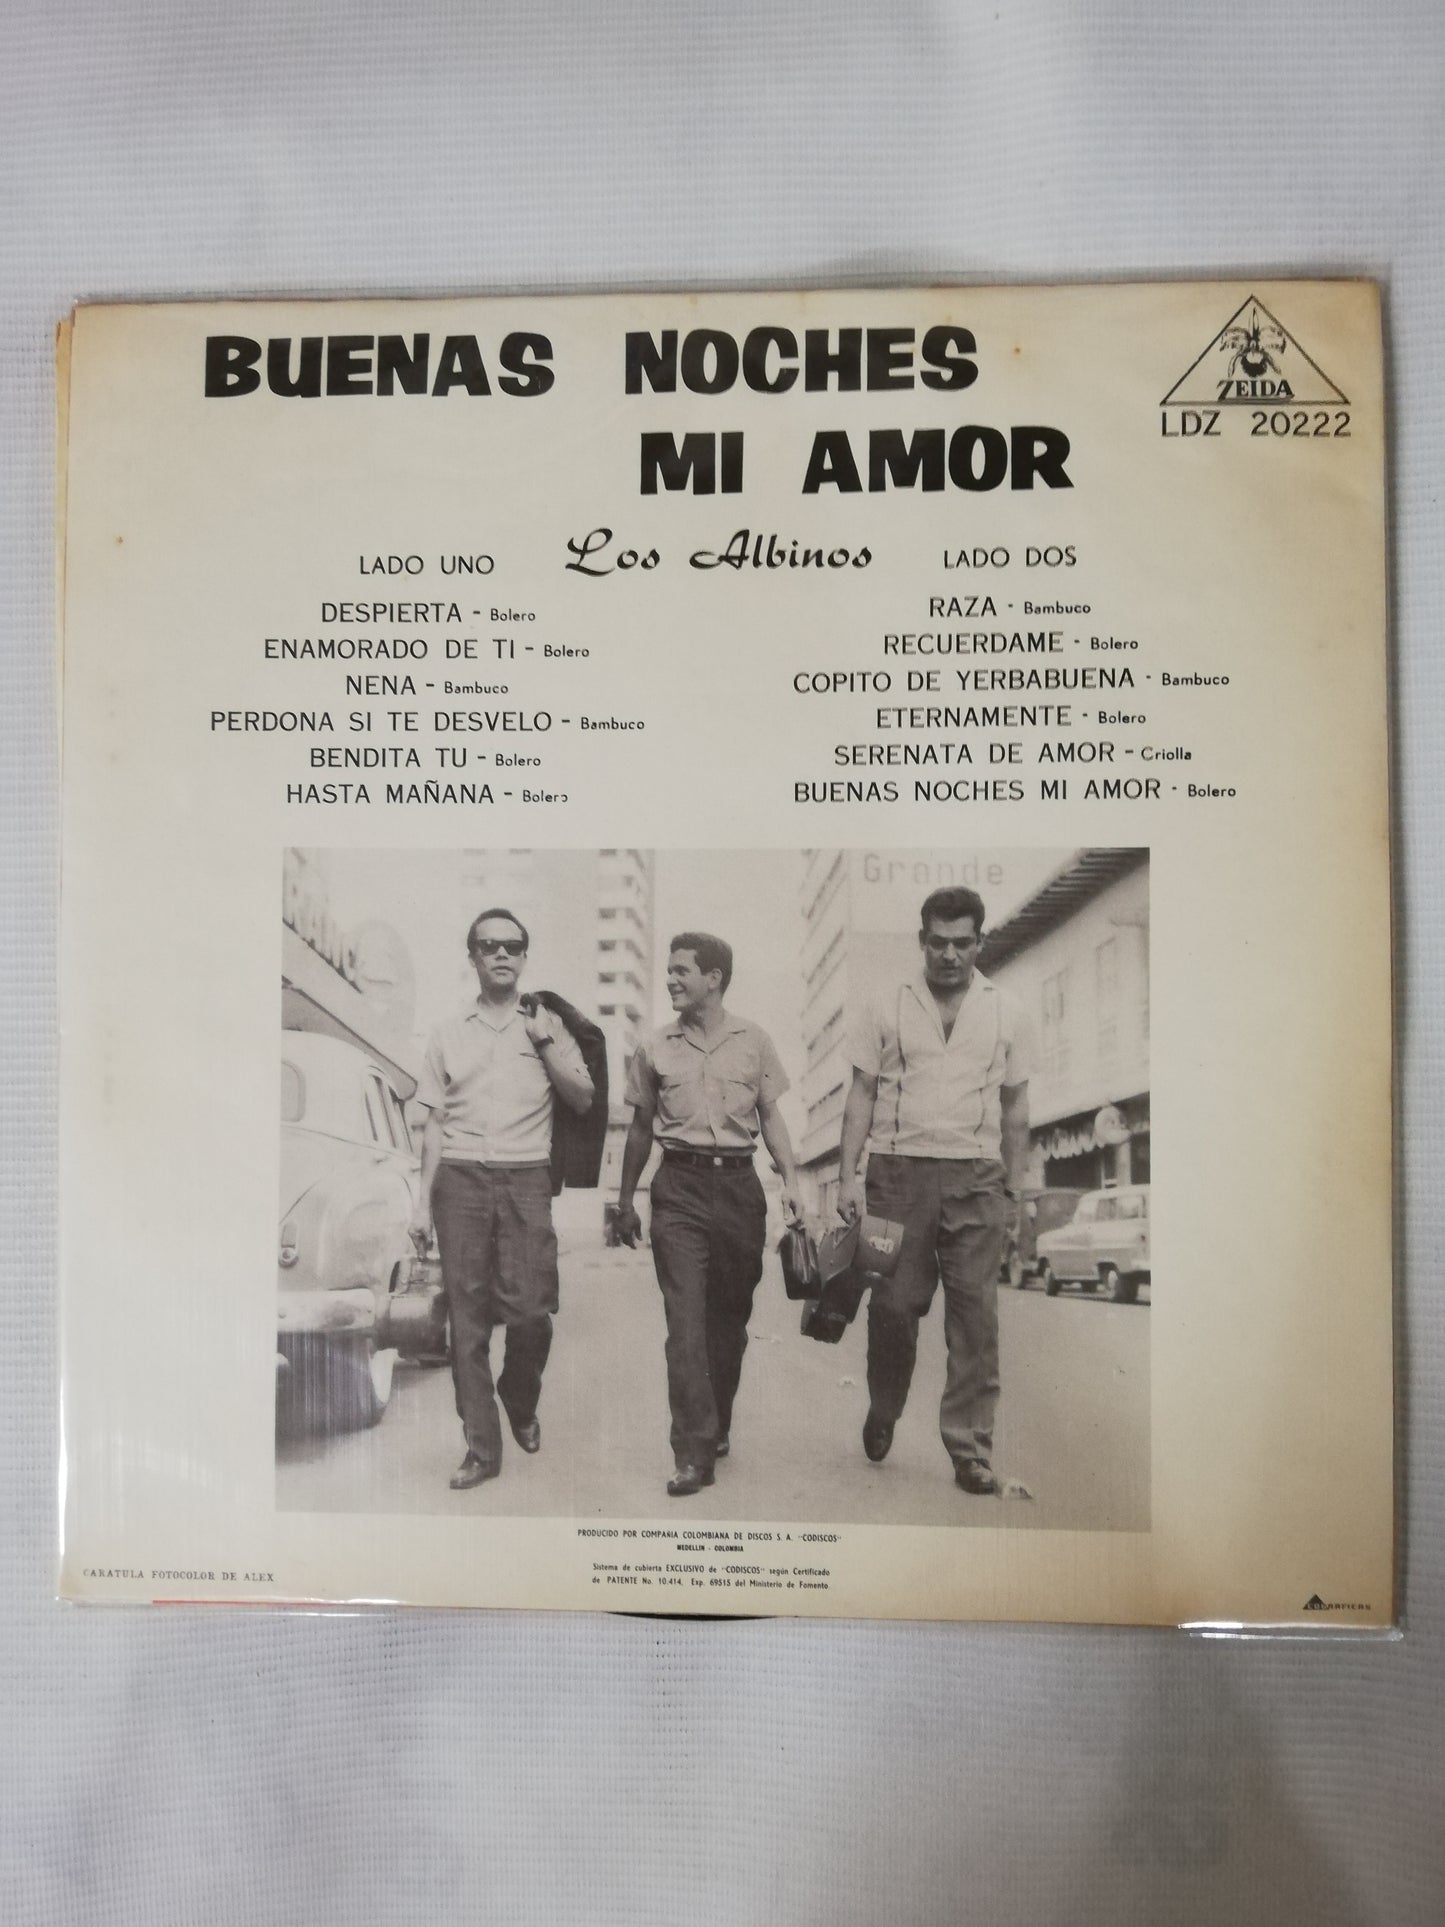 BUENAS NOCHES
MI AMOR
ZEIDA
LDZ 20222
Los Albinos
LADO UNO
DESPIERTA - Bolero
ENAMORADO DE TI - Bolero
NENA - Bambuco
PERDONA SI TE DESVELO - Bambuco
BENDITA TU - Bolero
HASTA MAÑANA - Bolero
LADO DOS
RAZA - Bambuco
RECUERDAME - Bolero
COPITO DE YERBABUENA - Bambuco
ETERNAMENTE - Bolero
SERENATA DE AMOR - Criolla
BUENAS NOCHES MI AMOR - Bolero
Grande
PRODUCIDO POR COMPAÑIA COLOMBIANA DE DISCOS S. A. "CODISCOS"
MEDELLIN - COLOMBIA
Sistema de cubierta EXCLUSIVO de "CODISCOS" según Certificado
de PATENTE No. 10.414. Exp. 69515 del Ministerio de Fomento
CARATULA FOTOCOLOR DE ALEX